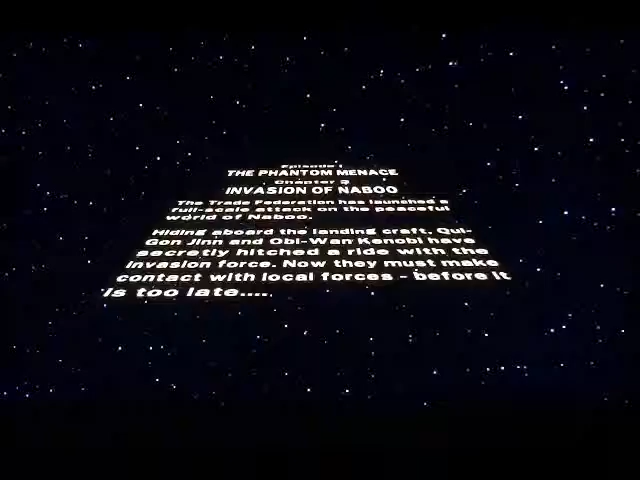 Episode I
THE PHANTOM MENACE
Chapter 2
INVASION OF NABOO
The Trade Federation has launched a
full-scale attack on the peaceful
world of Naboo.
Hiding aboard the landing craft, Qui-
Gon Jinn and Obi-Wan Kenobi have
secretly hitched a ride with the
invasion force. Now they must make
contact with local forces - before it
is too late....